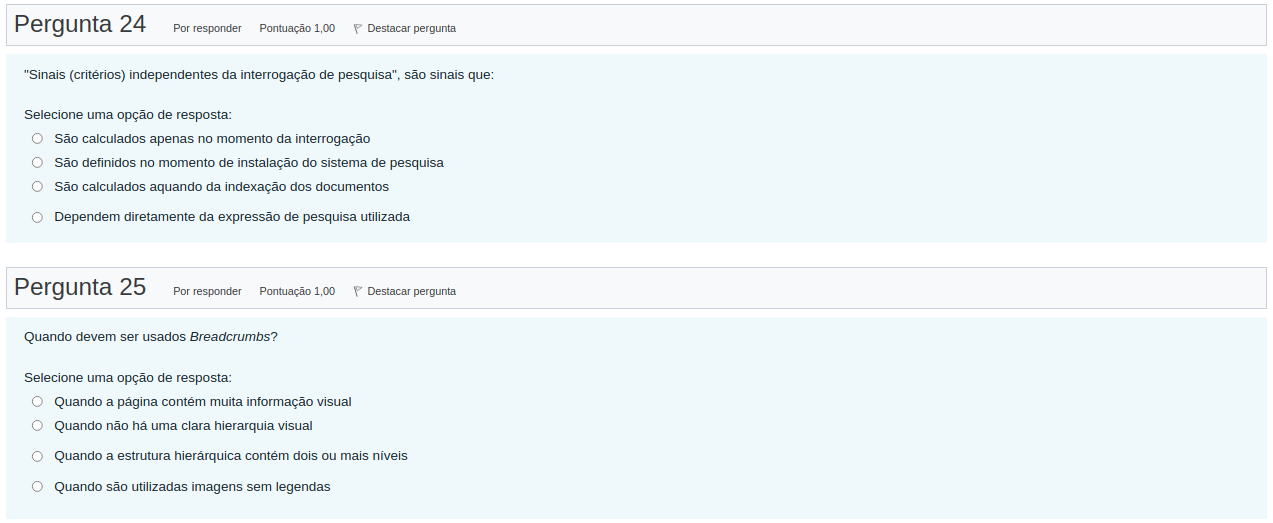 Pergunta 24 Por responder Pontuação 1,00 Destacar pergunta
"Sinais (critérios) independentes da interrogação de pesquisa", são sinais que:
Selecione uma opção de resposta:
São calculados apenas no momento da interrogação
São definidos no momento de instalação do sistema de pesquisa
São calculados aquando da indexação dos documentos
Dependem diretamente da expressão de pesquisa utilizada
Pergunta 25 Por responder Pontuação 1,00 Destacar pergunta
Quando devem ser usados Breadcrumbs?
Selecione uma opção de resposta:
Quando a página contém muita informação visual
Quando não há uma clara hierarquia visual
Quando a estrutura hierárquica contém dois ou mais níveis
Quando são utilizadas imagens sem legendas